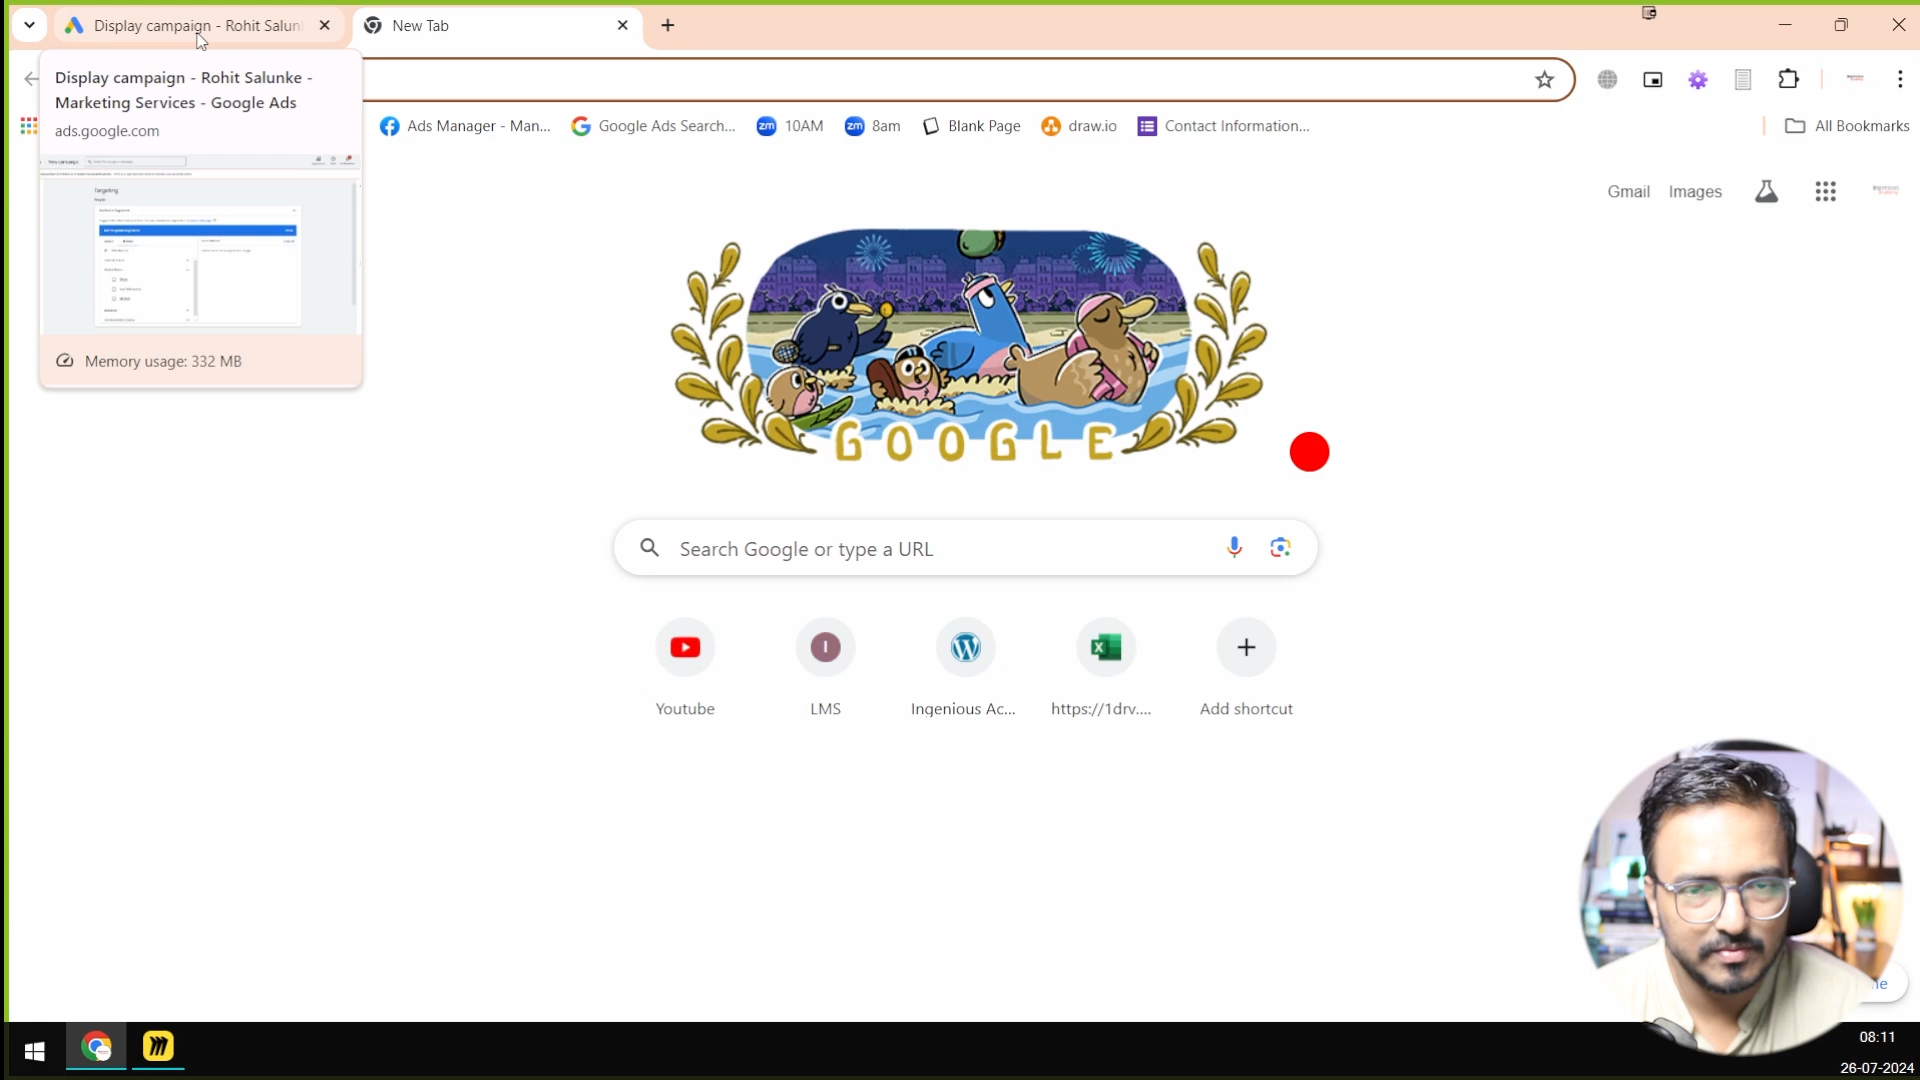 Display campaign - Rohit Salun
New Tab
Display campaign - Rohit Salunke -
Marketing Services - Google Ads
ads.google.com
Targeting
Memory usage: 332 MB
Ads Manager - Man...
Google Ads Search...
zm 10AM
zm 8am
Blank Page
draw.io
Contact Information...
All Bookmarks
Gmail
Images
GOOGLE
Search Google or type a URL
I
Youtube
LMS
Ingenious Ac...
https://1drv....
Add shortcut
08:11
26-07-2024